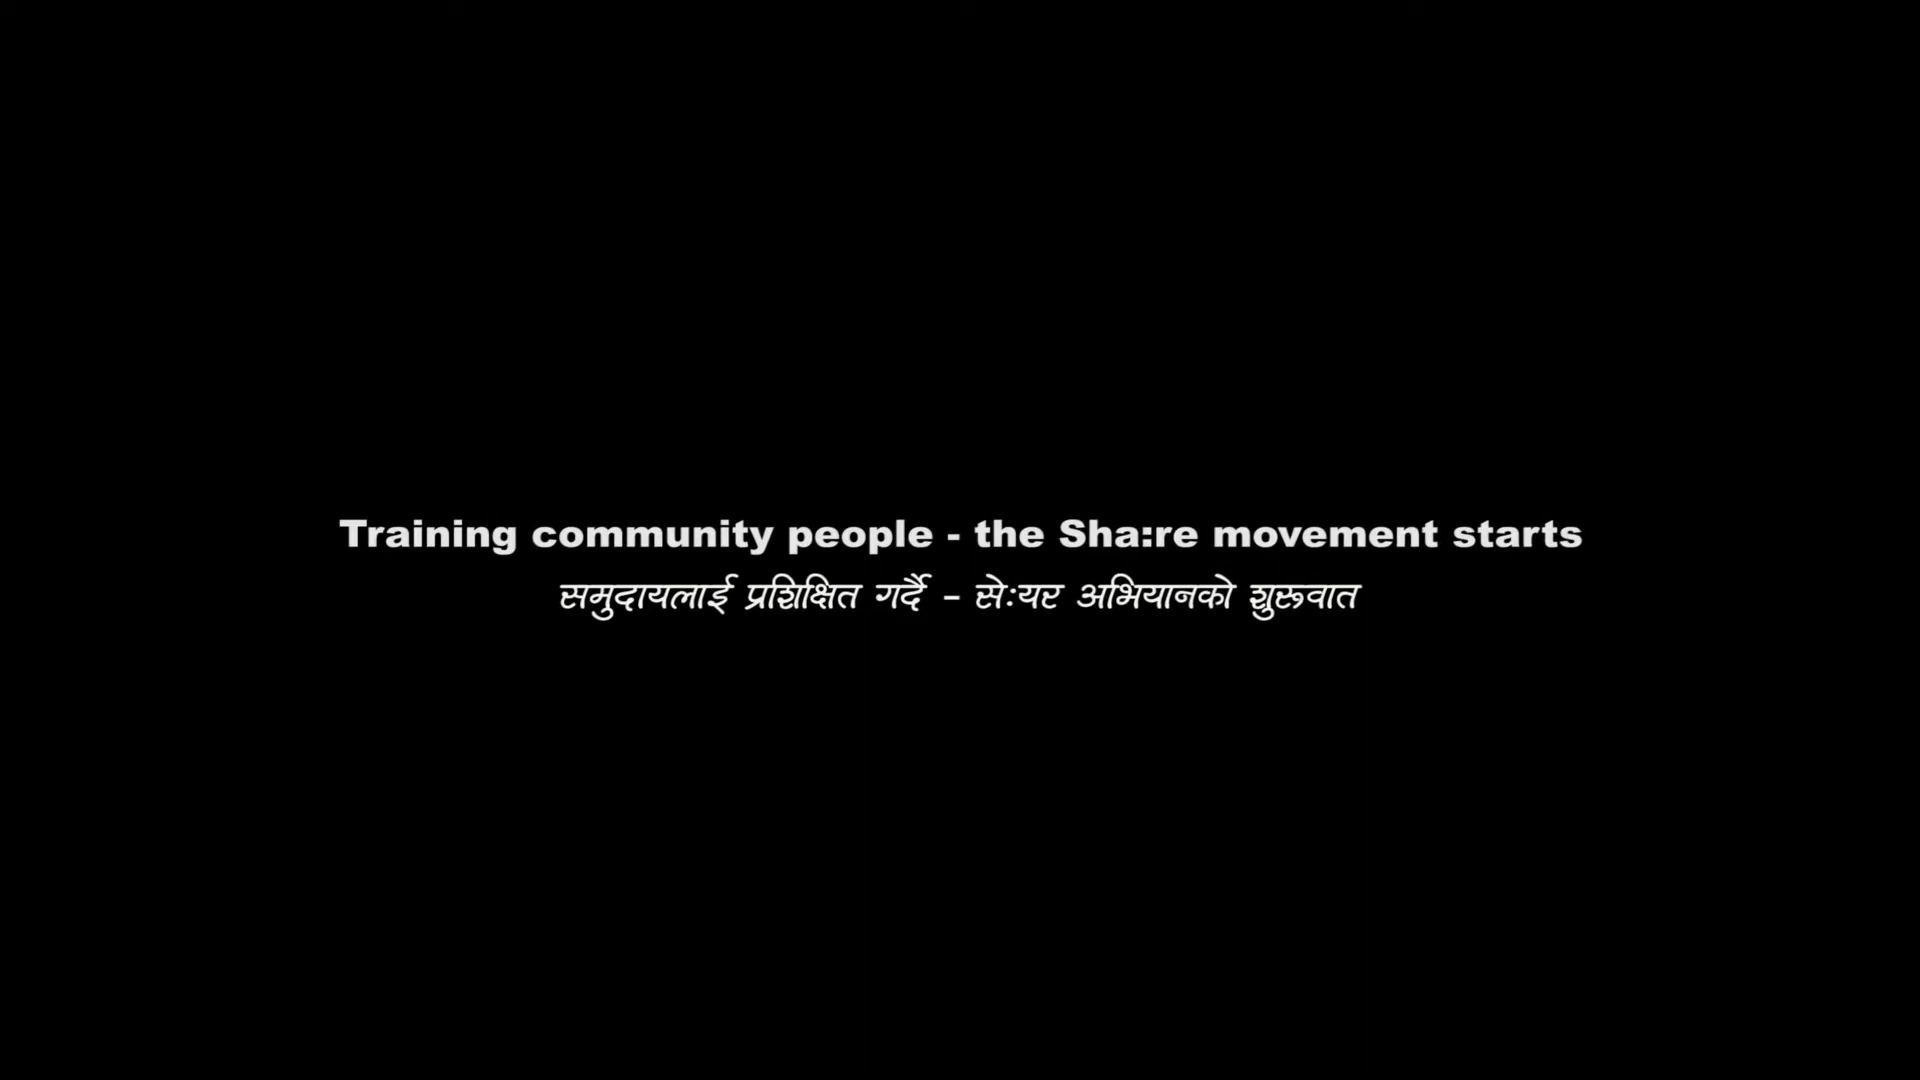 Training community people - the Sha:re movement starts
समुदायलाई प्रशिक्षित गर्दै – सेःयर अभियानको शुरूवात